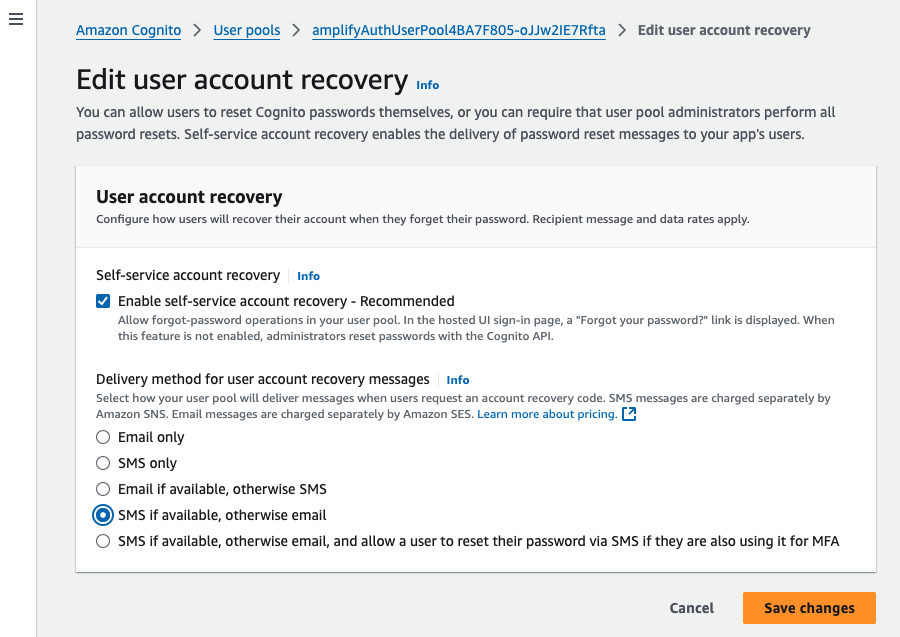 Amazon Cognito > User pools > amplifyAuthUserPool4BA7F805-oJJw2IE7Rfta > Edit user account recovery
Edit user account recovery Info
You can allow users to reset Cognito passwords themselves, or you can require that user pool administrators perform all
password resets. Self-service account recovery enables the delivery of password reset messages to your app's users.
User account recovery
Configure how users will recover their account when they forget their password. Recipient message and data rates apply.
Self-service account recovery Info
Enable self-service account recovery - Recommended
Allow forgot-password operations in your user pool. In the hosted UI sign-in page, a "Forgot your password?" link is displayed. When
this feature is not enabled, administrators reset passwords with the Cognito API.
Delivery method for user account recovery messages Info
Select how your user pool will deliver messages when users request an account recovery code. SMS messages are charged separately by
Amazon SNS. Email messages are charged separately by Amazon SES. Learn more about pricing.
Email only
SMS only
Email if available, otherwise SMS
SMS if available, otherwise email
SMS if available, otherwise email, and allow a user to reset their password via SMS if they are also using it for MFA
Cancel Save changes